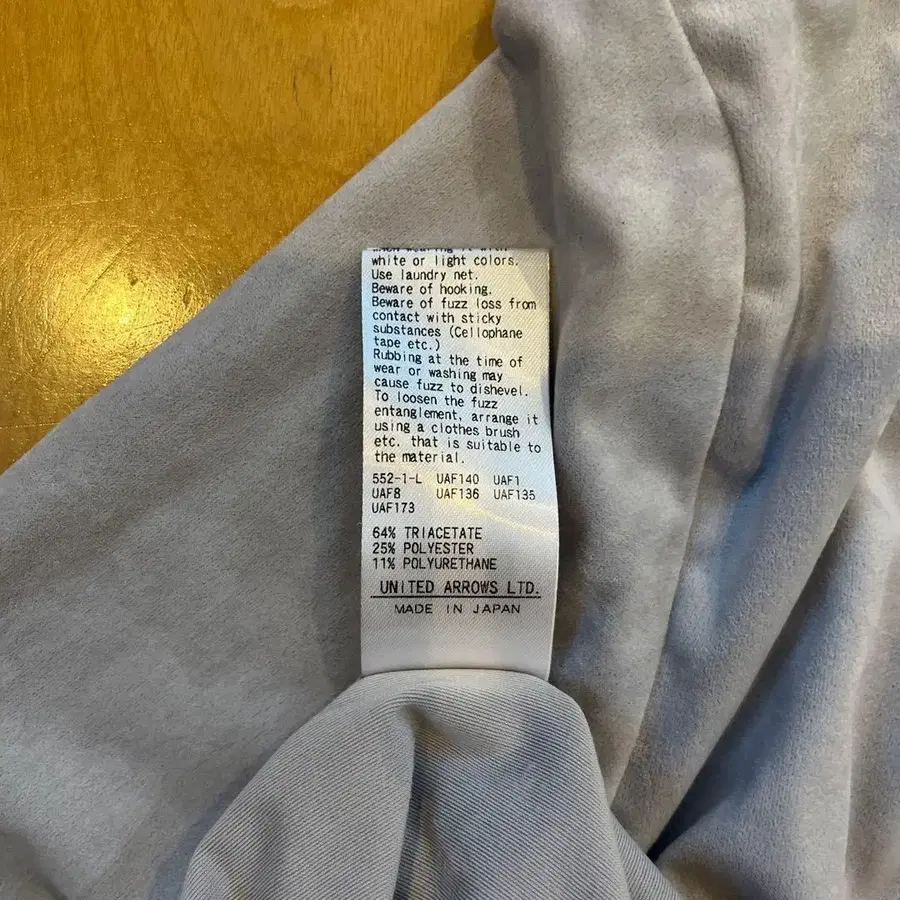 wearing it with
white or light colors.
Use laundry net.
Beware of hooking.
Beware of fuzz loss from
contact with sticky
substances (Cellophane
tape etc.)
Rubbing at the time of
wear or washing may
cause fuzz to dishevel.
To loosen the fuzz
entanglement, arrange it
using a clothes brush
etc. that is suitable to
the material.
552-1-L UAF140 UAF1
UAF8 UAF136 UAF135
UAF173
64% TRIACETATE
25% POLYESTER
11% POLYURETHANE
UNITED ARROWS LTD.
MADE IN JAPAN